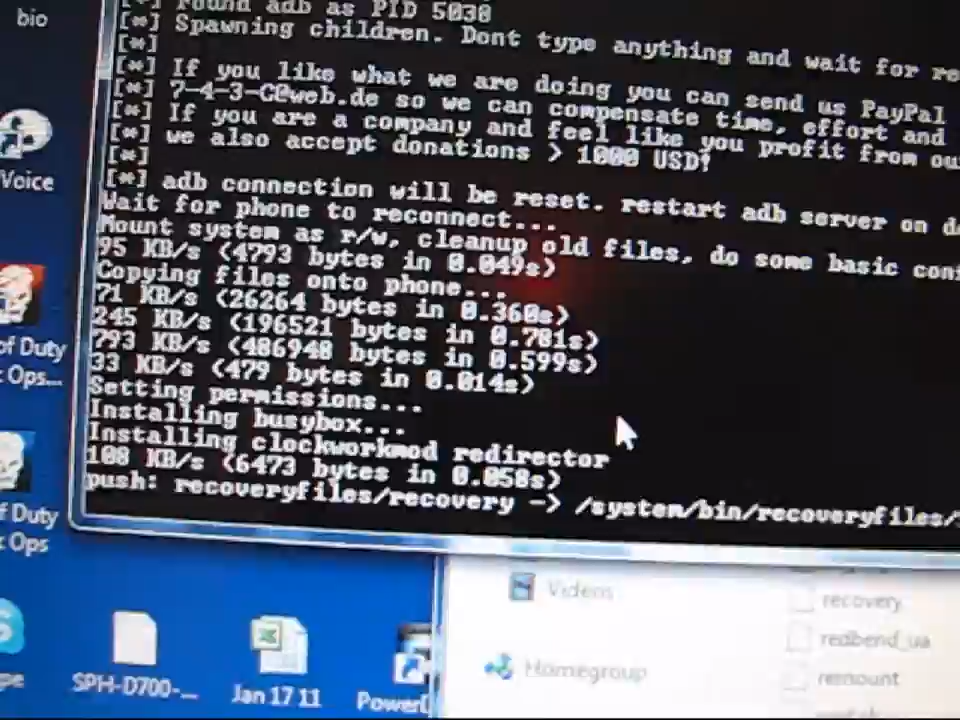 [*] Found adb as PID 5038
[*] Spawning children. Dont type anything and wait for
[*]
[*] If you like what we are doing you can send us PayPal
[*] 7-4-3-C@web.de so we can compensate time, effort and
[*] If you are a company and feel like you profit from
[*] we also accept donations > 1000 USD!
[*]
[*] adb connection will be reset. restart adb server on
Wait for phone to reconnect...
Mount system as r/w, cleanup old files, do some basic
95 KB/s (4793 bytes in 0.049s)
Copying files onto phone...
71 KB/s (26264 bytes in 0.360s)
245 KB/s (196521 bytes in 0.781s)
793 KB/s (486948 bytes in 0.599s)
33 KB/s (479 bytes in 0.014s)
Setting permissions...
Installing busybox...
Installing clockworkmod redirector
108 KB/s (6473 bytes in 0.058s)
push: recoveryfiles/recovery -> /system/bin/recoveryfiles/
bio
Voice
of Duty
Ops...
of Duty
Ops
pe
SPH-D700-...
Jan 17 11
Videos
Homegroup
recovery
redbend_ua
remount